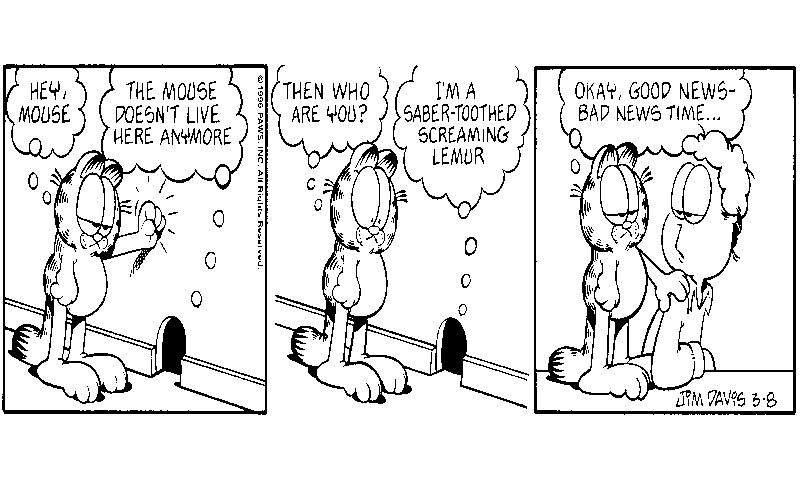 HEY,
MOUSE
THE MOUSE
DOESN'T LIVE
HERE ANYMORE
© 1996 PAWS, INC. All Rights Reserved.
THEN WHO
ARE YOU?
I'M A
SABER-TOOTHED
SCREAMING
LEMUR
OKAY, GOOD NEWS-
BAD NEWS TIME...
JIM DAVIS 3-8